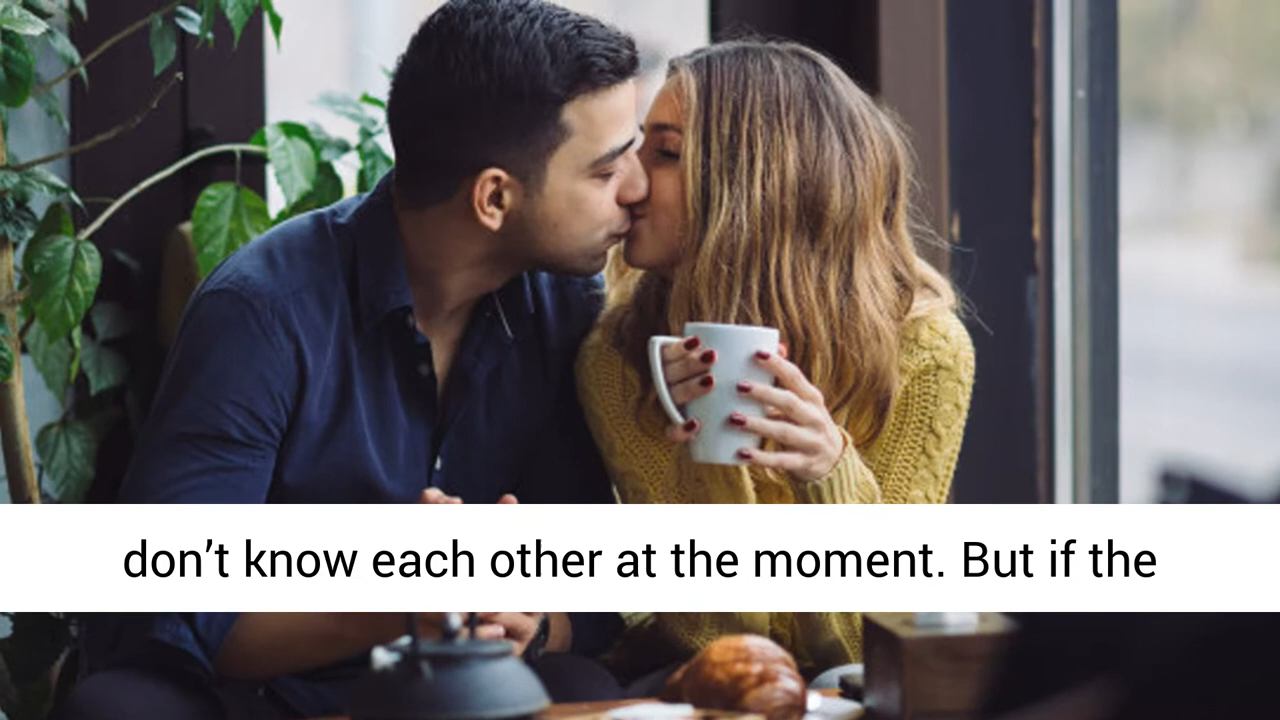 don’t know each other at the moment. But if the